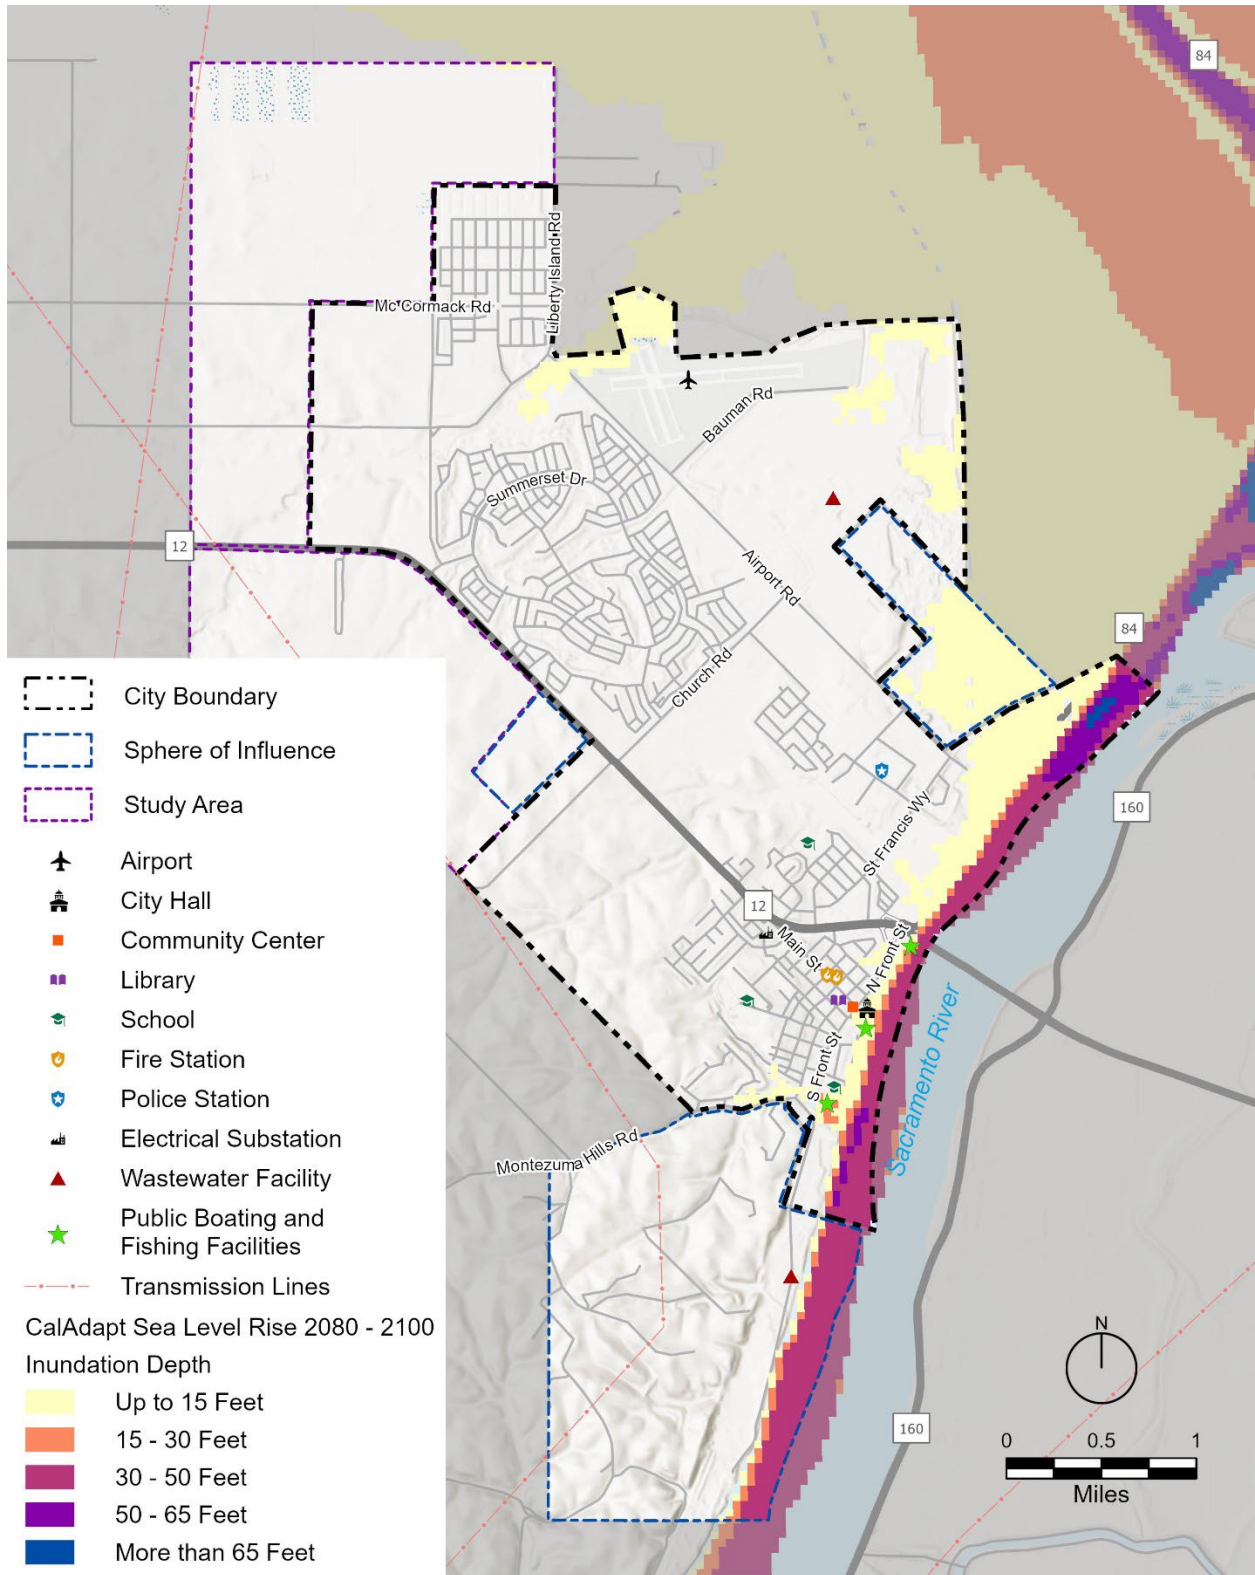 84
Liberty Island Rd
Mc Cormack Rd
Bauman Rd
Summerset Dr
12
Airport Rd
Church Rd
84
160
St Francis Wy
12
Main St
N Front St
S Front St
Sacramento River
Montezuma Hills Rd
160
City Boundary
Sphere of Influence
Study Area
Airport
City Hall
Community Center
Library
School
Fire Station
Police Station
Electrical Substation
Wastewater Facility
Public Boating and
Fishing Facilities
Transmission Lines
CalAdapt Sea Level Rise 2080 - 2100
Inundation Depth
Up to 15 Feet
15 - 30 Feet
30 - 50 Feet
50 - 65 Feet
More than 65 Feet
N
0 0.5 1
Miles